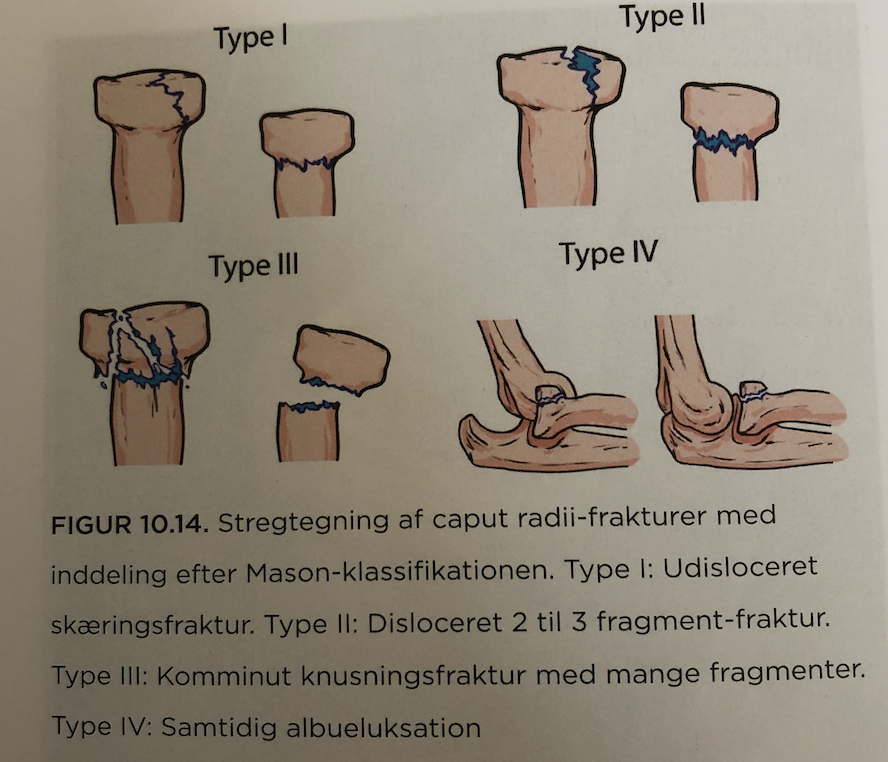 Type I
Type II
Type III
Type IV
FIGUR 10.14. Stregtegning af caput radii-frakturer med
inddeling efter Mason-klassifikationen. Type I: Udisloceret
skæringsfraktur. Type II: Disloceret 2 til 3 fragment-fraktur.
Type III: Komminut knusningsfraktur med mange fragmenter.
Type IV: Samtidig albueluksation